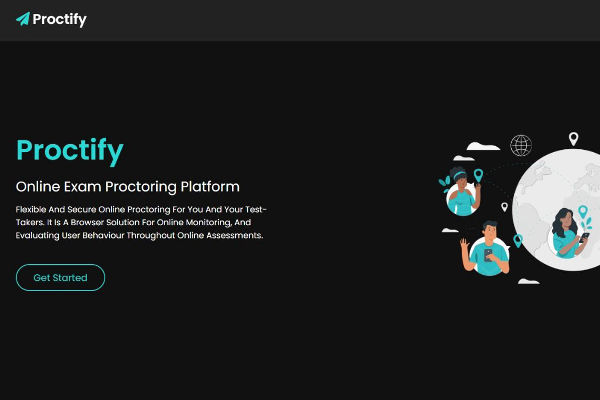 Proctify
Proctify
Online Exam Proctoring Platform
Flexible And Secure Online Proctoring For You And Your Test-
Takers. It Is A Browser Solution For Online Monitoring, And
Evaluating User Behaviour Throughout Online Assessments.
Get Started